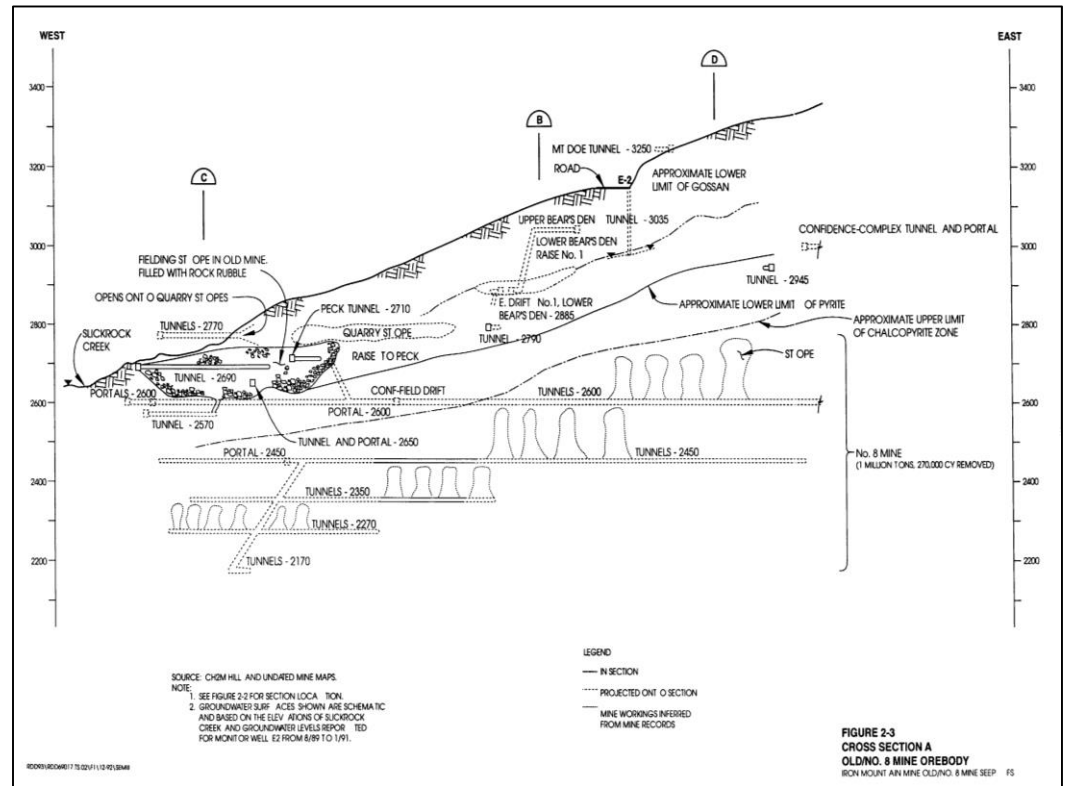 WEST
EAST
D
3400
3400
B
MT DOE TUNNEL - 3250
ROAD
E-2
APPROXIMATE LOWER
LIMIT OF GOSSAN
3200
3200
C
UPPER BEAR'S DEN TUNNEL - 3035
LOWER BEAR'S DEN
RAISE No. 1
CONFIDENCE-COMPLEX TUNNEL AND PORTAL
3000
3000
FIELDING ST OPE IN OLD MINE.
FILLED WITH ROCK RUBBLE
OPENS ONT O QUARRY ST OPES
PECK TUNNEL - 2710
E. DRIFT No.1, LOWER
BEAR'S DEN - 2885
TUNNEL - 2945
APPROXIMATE LOWER LIMIT OF PYRITE
APPROXIMATE UPPER LIMIT
OF CHALCOPYRITE ZONE
2800
2800
TUNNELS - 2770
QUARRY ST OPE
TUNNEL - 2790
SLICKROCK
CREEK
RAISE TO PECK
ST OPE
TUNNEL - 2690
CONF-FIELD DRIFT
TUNNELS - 2600
PORTALS - 2600
2600
2600
PORTAL - 2600
TUNNEL - 2570
TUNNEL AND PORTAL - 2650
PORTAL - 2450
TUNNELS - 2450
No. 8 MINE
(1 MILLION TONS, 270,000 CY REMOVED)
2400
2400
TUNNELS - 2350
TUNNELS - 2270
2200
2200
TUNNELS - 2170
SOURCE: CH2M HILL AND UNDATED MINE MAPS.
NOTE:
1. SEE FIGURE 2-2 FOR SECTION LOCA TION.
2. GROUNDWATER SURF ACES SHOWN ARE SCHEMATIC
AND BASED ON THE ELEV ATIONS OF SLICKROCK
CREEK AND GROUNDWATER LEVELS REPOR TED
FOR MONIT OR WELL E2 FROM 8/89 TO 1/91.
LEGEND
IN SECTION
PROJECTED ONT O SECTION
MINE WORKINGS INFERRED
FROM MINE RECORDS
FIGURE 2-3
CROSS SECTION A
OLD/NO. 8 MINE OREBODY
IRON MOUNT AIN MINE OLD/NO. 8 MINE SEEP FS